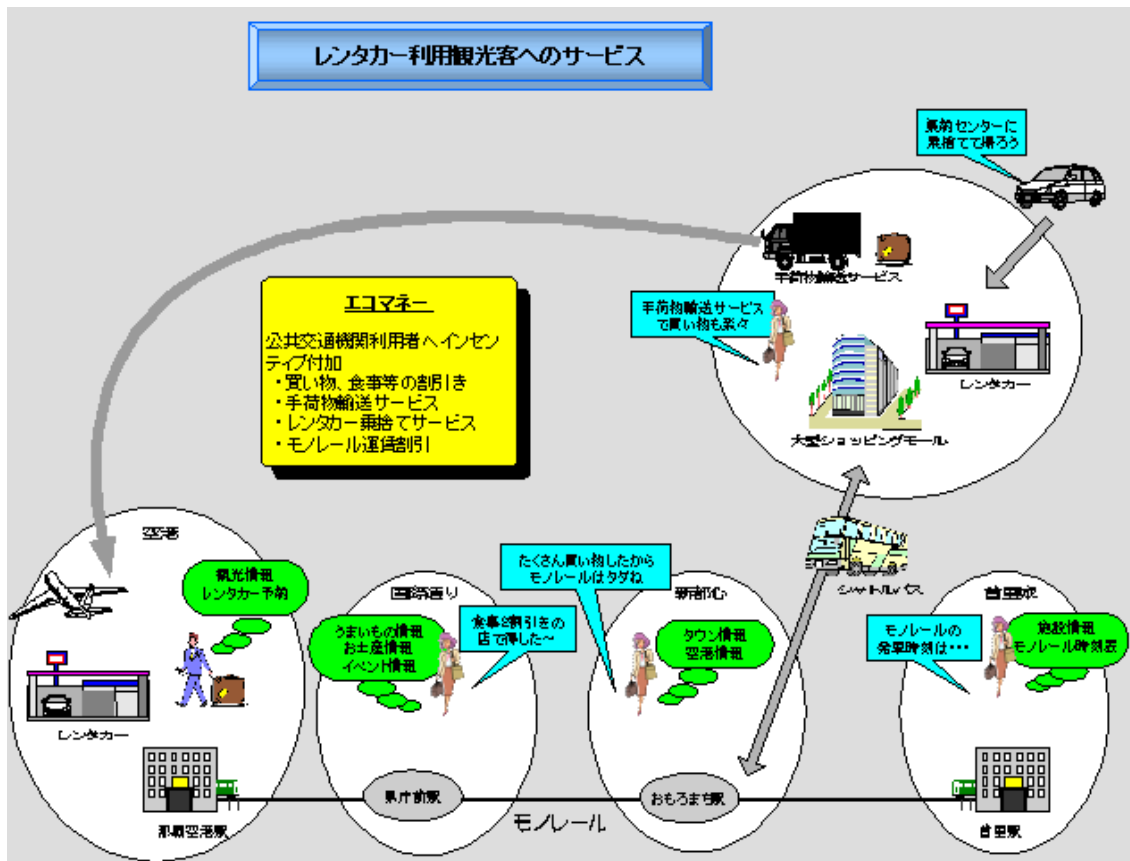 レンタカー利用観光客へのサービス
集約センターに
乗捨てて帰ろう
手荷物輸送サービス
手荷物輸送サービス
で買い物も楽々
レンタカー
大型ショッピングモール
エコマネー
公共交通機関利用者へインセン
ティブ付加
・買い物、食事等の割引き
・手荷物輸送サービス
・レンタカー乗捨てサービス
・モノレール運賃割引
空港
観光情報
レンタカー予約
レンタカー
那覇空港駅
国際通り
うまいもの情報
お土産情報
イベント情報
食事2割引きの
店で得した〜
県庁前駅
たくさん買い物したから
モノレールはタダね
新都心
タウン情報
空港情報
おもろまち駅
シャトルバス
首里城
モノレールの
発車時刻は・・・
施設情報
モノレール時刻表
首里駅
モノレール